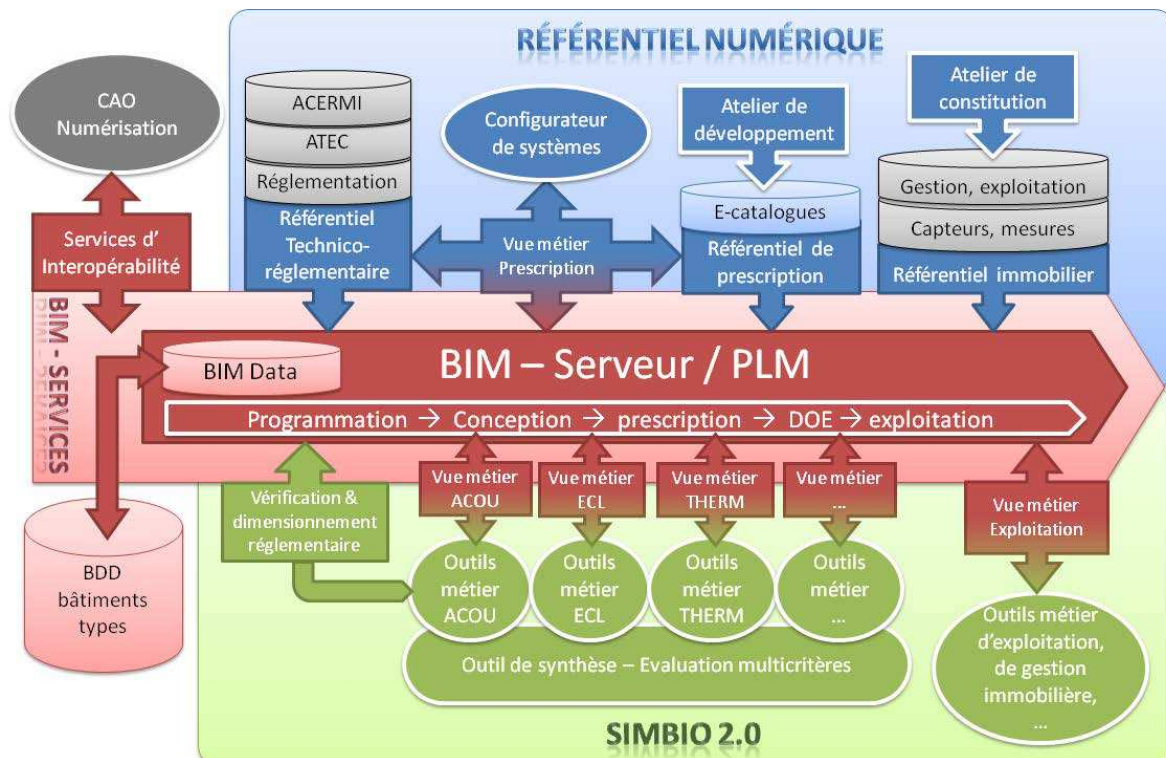 RÉFÉRENTIEL NUMÉRIQUE
CAO
Numérisation
ACERMI
ATEC
Réglementation
Référentiel
Technico-
réglementaire
Configurateur
de systèmes
Vue métier
Prescription
Atelier de
développement
E-catalogues
Référentiel de
prescription
Atelier de
constitution
Gestion, exploitation
Capteurs, mesures
Référentiel immobilier
Services d'
Interopérabilité
BIM - SERVICES
BIM Data
BIM – Serveur / PLM
Programmation → Conception → prescription → DOE → exploitation
Vérification &
dimensionnement
réglementaire
Vue métier
ACOU
Vue métier
ECL
Vue métier
THERM
Vue métier
...
Vue métier
Exploitation
BDD
bâtiments
types
Outils
métier
ACOU
Outils
métier
ECL
Outils
métier
THERM
Outils
métier
...
Outil de synthèse – Evaluation multicritères
Outils métier
d'exploitation,
de gestion
immobilière,
...
SIMBIO 2.0